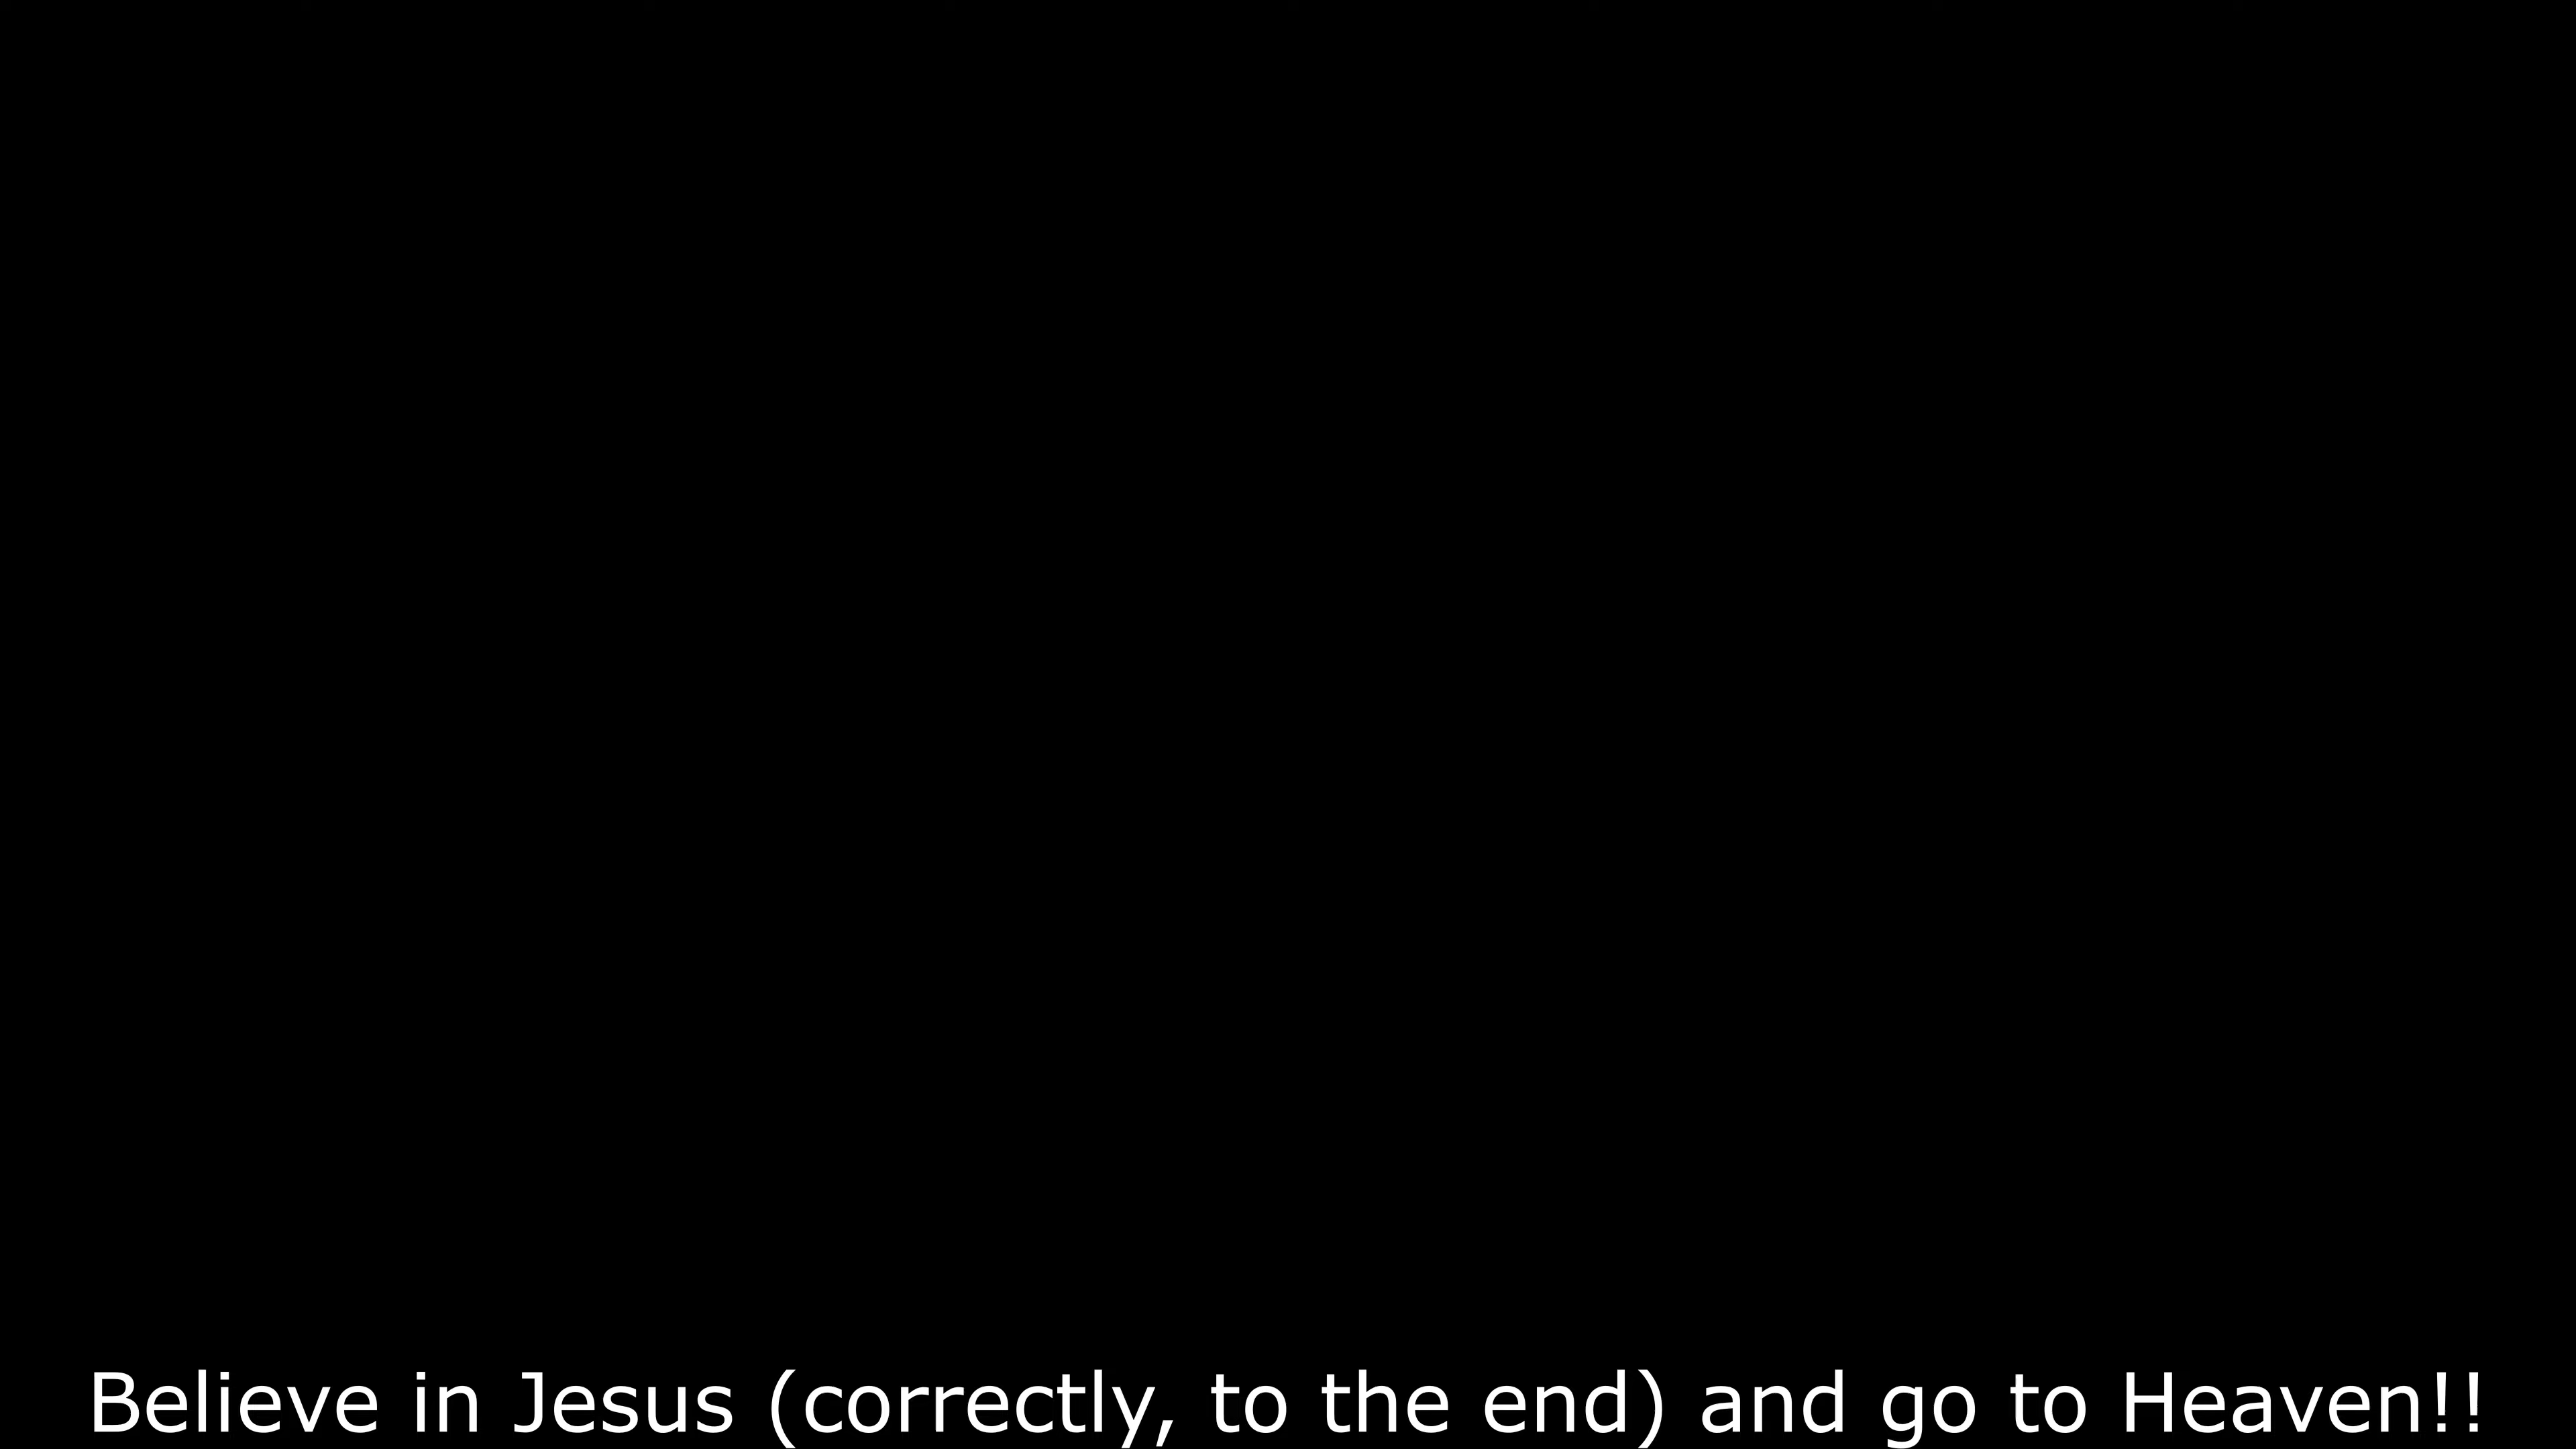 Believe in Jesus (correctly, to the end) and go to Heaven!!